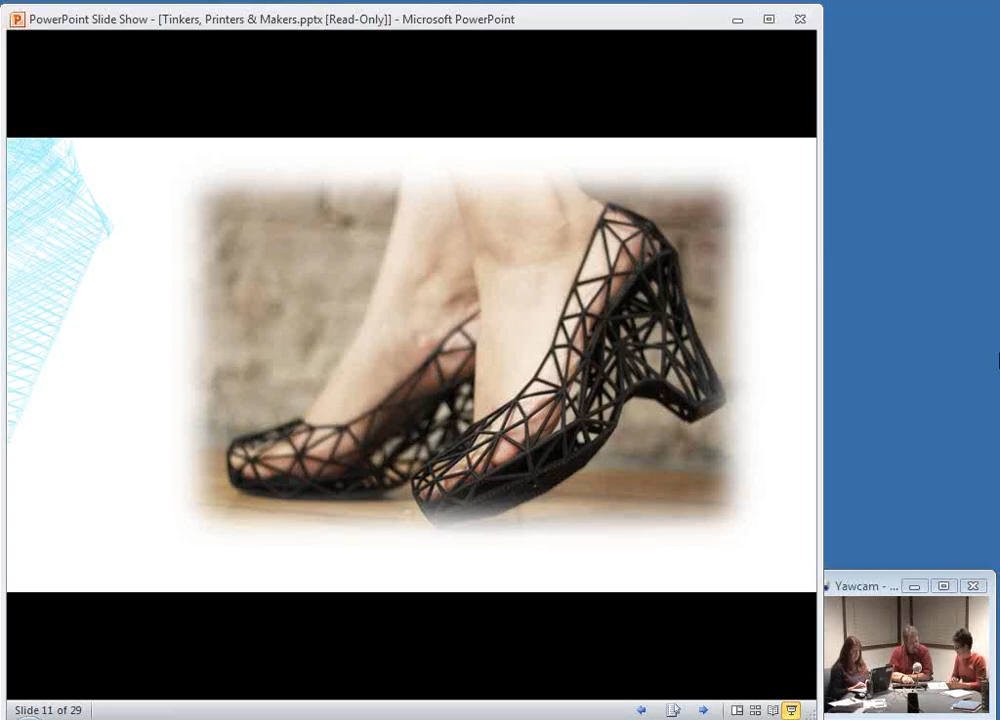 PowerPoint Slide Show - [Tinkers, Printers & Makers.pptx [Read-Only]] - Microsoft PowerPoint
Yawcam - ...
Slide 11 of 29